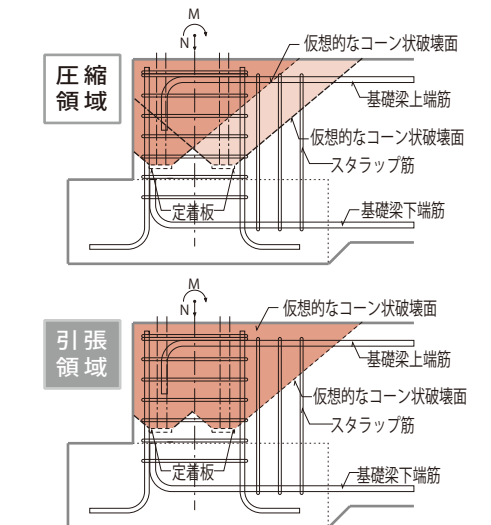 M
N
仮想的なコーン状破壊面
圧縮
領域
基礎梁上端筋
仮想的なコーン状破壊面
スタラップ筋
定着板
基礎梁下端筋
M
N
仮想的なコーン状破壊面
引張
領域
基礎梁上端筋
仮想的なコーン状破壊面
スタラップ筋
定着板
基礎梁下端筋